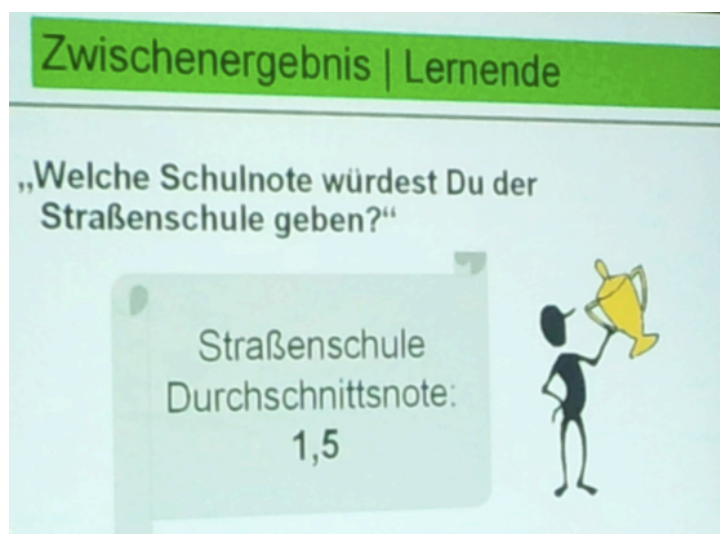 Zwischenergebnis | Lernende
„Welche Schulnote würdest Du der
Straßenschule geben?“
Straßenschule
Durchschnittsnote:
1,5